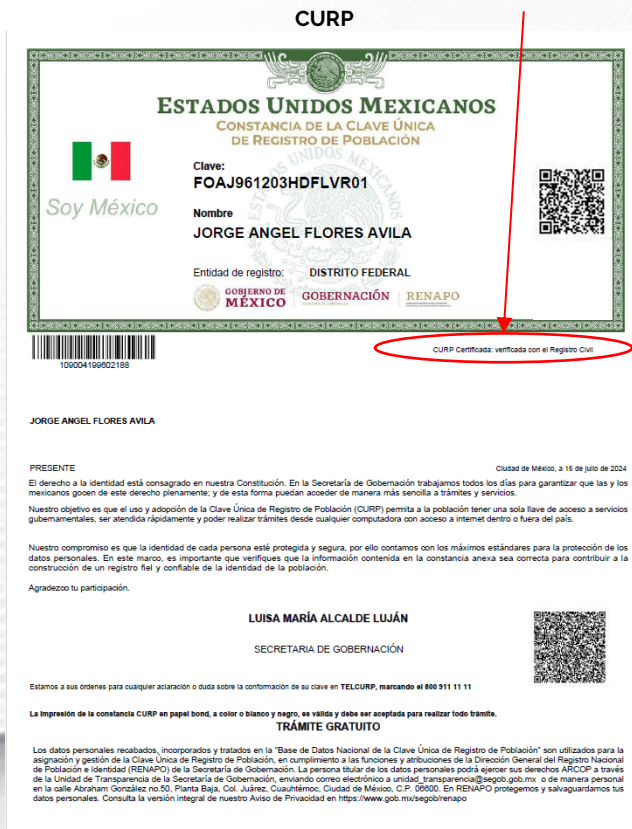 CURP
ESTADOS UNIDOS MEXICANOS
CONSTANCIA DE LA CLAVE ÚNICA
DE REGISTRO DE POBLACIÓN
Clave:
FOAJ961203HDFLVR01
Soy México
Nombre
JORGE ANGEL FLORES AVILA
Entidad de registro: DISTRITO FEDERAL
GOBIERNO DE MÉXICO GOBERNACIÓN RENAPO
CURP Certificada: verificada con el Registro Civil
109004199602188
JORGE ANGEL FLORES AVILA
PRESENTE
Ciudad de México, a 16 de julio de 2024
El derecho a la identidad está consagrado en nuestra Constitución. En la Secretaría de Gobernación trabajamos todos los días para garantizar que las y los
mexicanos gocen de este derecho plenamente; y de esta forma puedan acceder de manera más sencilla a trámites y servicios.
Nuestro objetivo es que el uso y adopción de la Clave Única de Registro de Población (CURP) permita a la población tener una sola llave de acceso a servicios
gubernamentales, ser atendida rápidamente y poder realizar trámites desde cualquier computadora con acceso a internet dentro o fuera del país.
Nuestro compromiso es que la identidad de cada persona esté protegida y segura, por ello contamos con los máximos estándares para la protección de los
datos personales. En este marco, es importante que verifiques que la información contenida en la constancia anexa sea correcta para contribuir a la
construcción de un registro fiel y confiable de la identidad de la población.
Agradezco tu participación.
LUISA MARÍA ALCALDE LUJÁN
SECRETARIA DE GOBERNACIÓN
Estamos a sus órdenes para cualquier aclaración o duda sobre la conformación de su clave en TELCURP, marcando el 800 911 11 11
La impresión de la constancia CURP en papel bond, a color o blanco y negro, es válida y debe ser aceptada para realizar todo trámite.
TRÁMITE GRATUITO
Los datos personales recabados, incorporados y tratados en la "Base de Datos Nacional de la Clave Única de Registro de Población" son utilizados para la
asignación y gestión de la Clave Única de Registro de Población, en cumplimiento a las funciones y atribuciones de la Dirección General del Registro Nacional
de Población e Identidad (RENAPO) de la Secretaría de Gobernación. La persona titular de los datos personales podrá ejercer sus derechos ARCOP a través
de la Unidad de Transparencia de la Secretaría de Gobernación, enviando correo electrónico a unidad_transparencia@segob.gob.mx o de manera personal
en la calle Abraham González no.50, Planta Baja, Col. Juárez, Cuauhtémoc, Ciudad de México, C.P. 06600. En RENAPO protegemos y salvaguardamos tus
datos personales. Consulta la versión integral de nuestro Aviso de Privacidad en https://www.gob.mx/segob/renapo